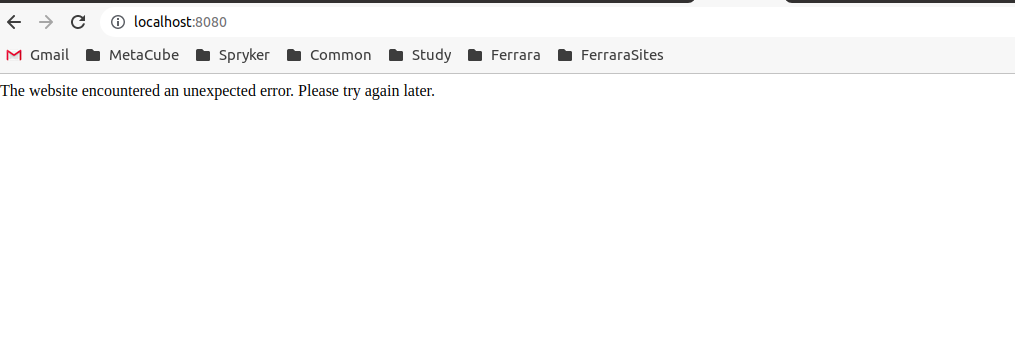 localhost:8080
Gmail MetaCube Spryker Common Study Ferrara FerraraSites
The website encountered an unexpected error. Please try again later.